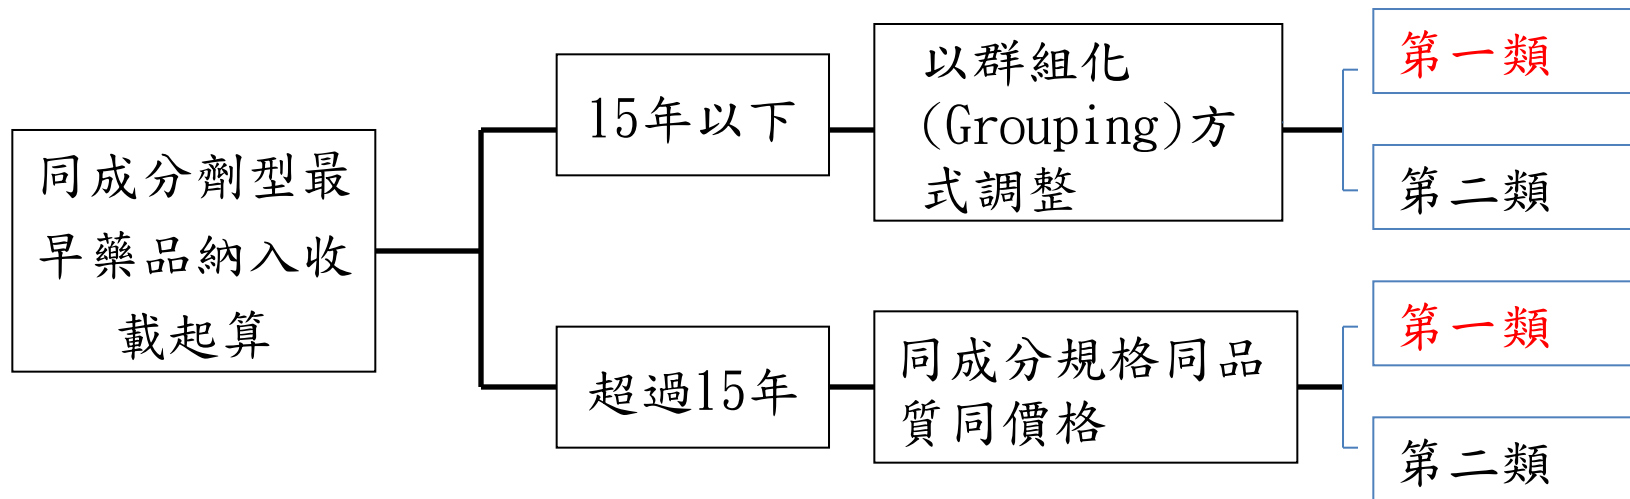 同成分劑型最
早藥品納入收
載起算
15年以下
以群組化
(Grouping)方
式調整
第一類
第二類
超過15年
同成分規格同品
質同價格
第一類
第二類